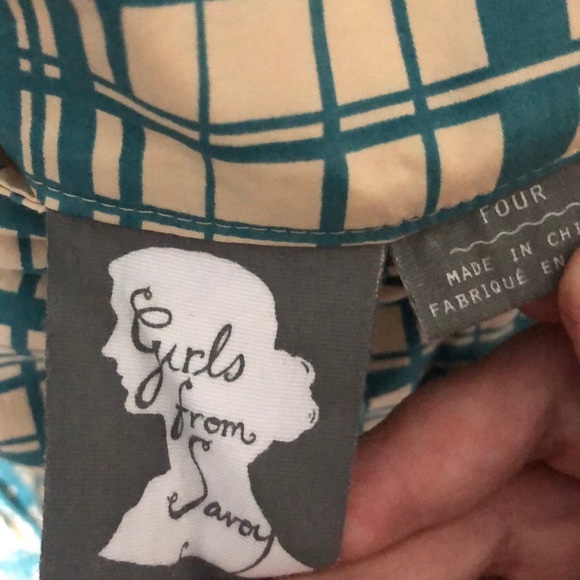 Girls
from
Savoy
FOUR
MADE IN
FABRIQUÉ EN